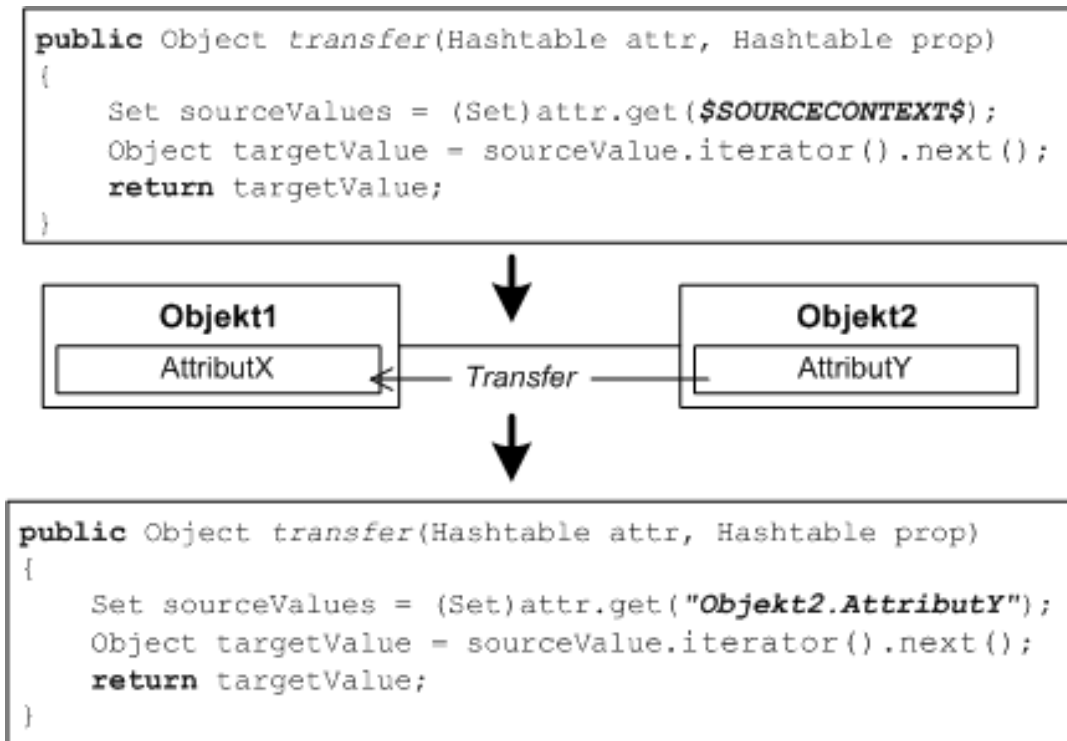 public Object transfer(Hashtable attr, Hashtable prop)
{
    Set sourceValues = (Set)attr.get($SOURCECONTEXT$);
    Object targetValue = sourceValue.iterator().next();
    return targetValue;
}
Objekt1
Objekt2
AttributX
Transfer
AttributY
public Object transfer(Hashtable attr, Hashtable prop)
{
    Set sourceValues = (Set)attr.get("Objekt2.AttributY");
    Object targetValue = sourceValue.iterator().next();
    return targetValue;
}